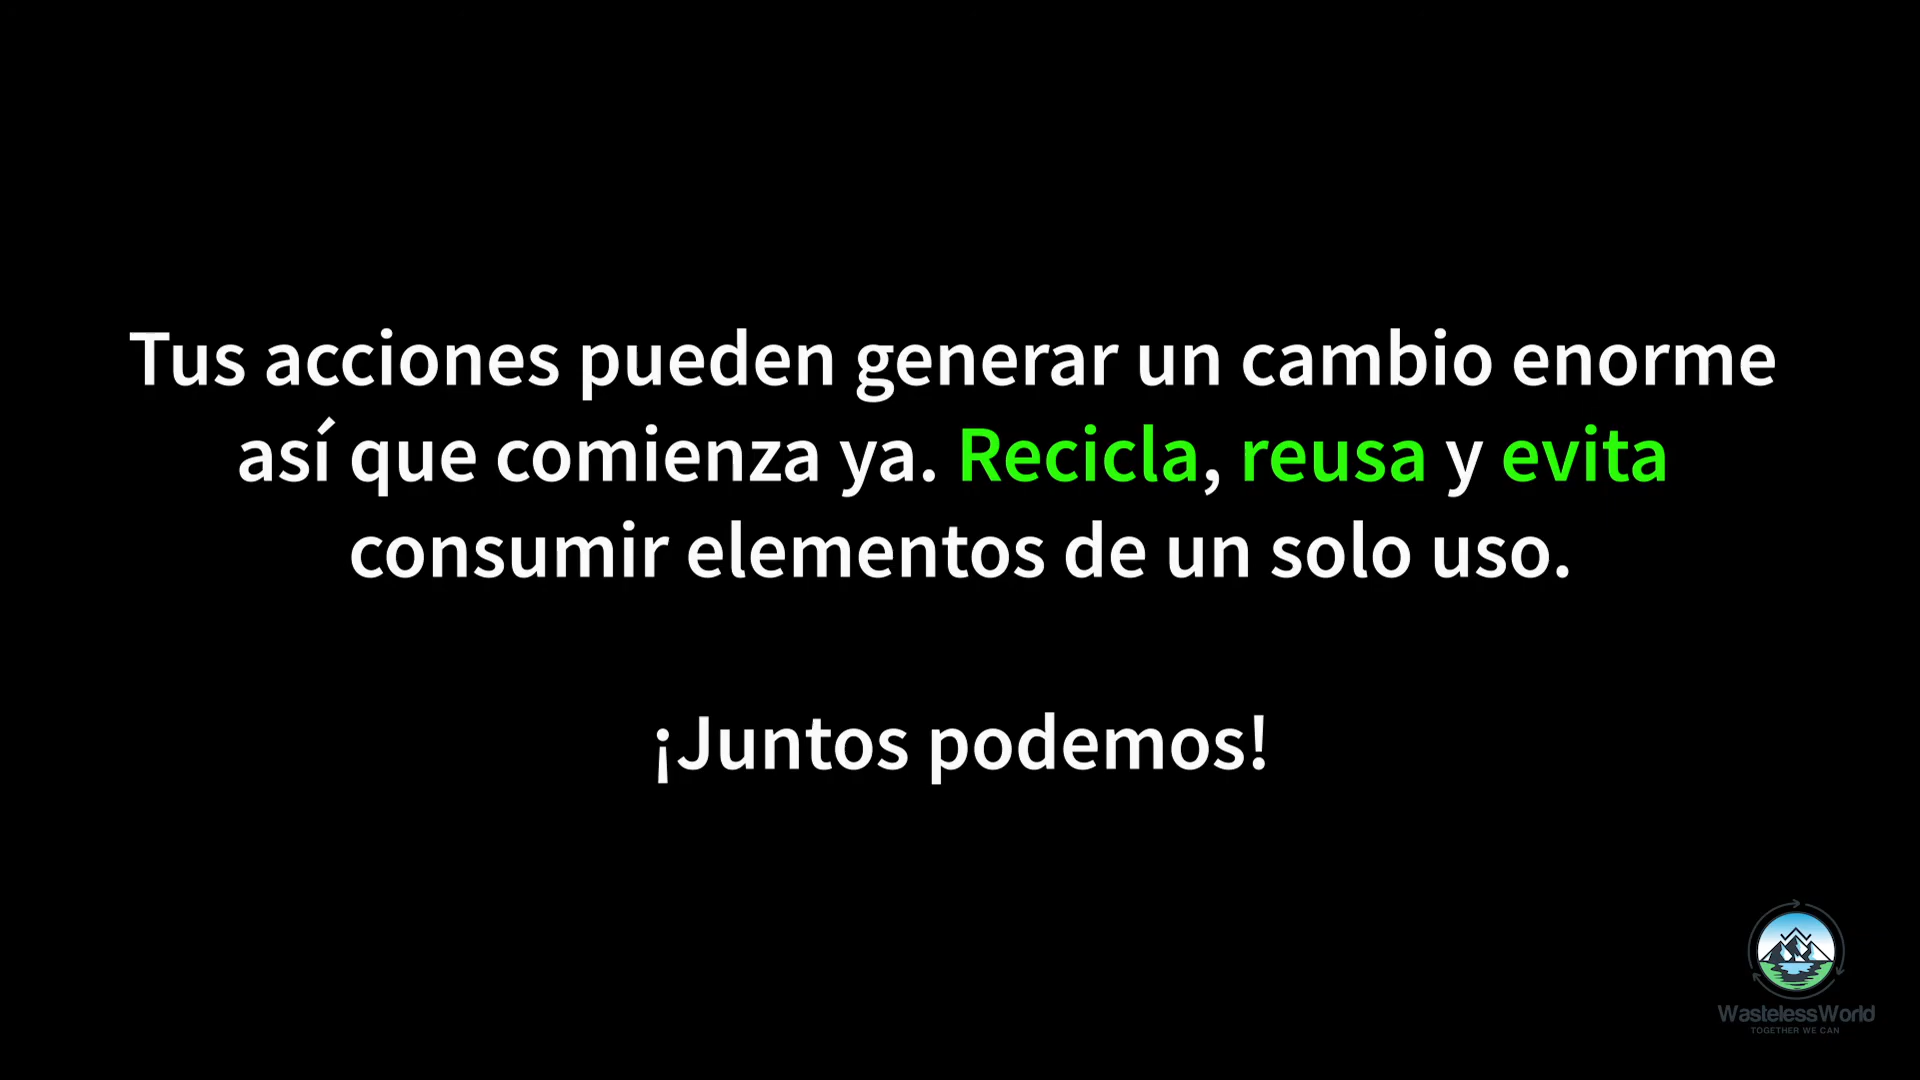 Tus acciones pueden generar un cambio enorme
así que comienza ya. Recicla, reusa y evita
consumir elementos de un solo uso.
¡Juntos podemos!
WastelessWorld
TOGETHER WE CAN